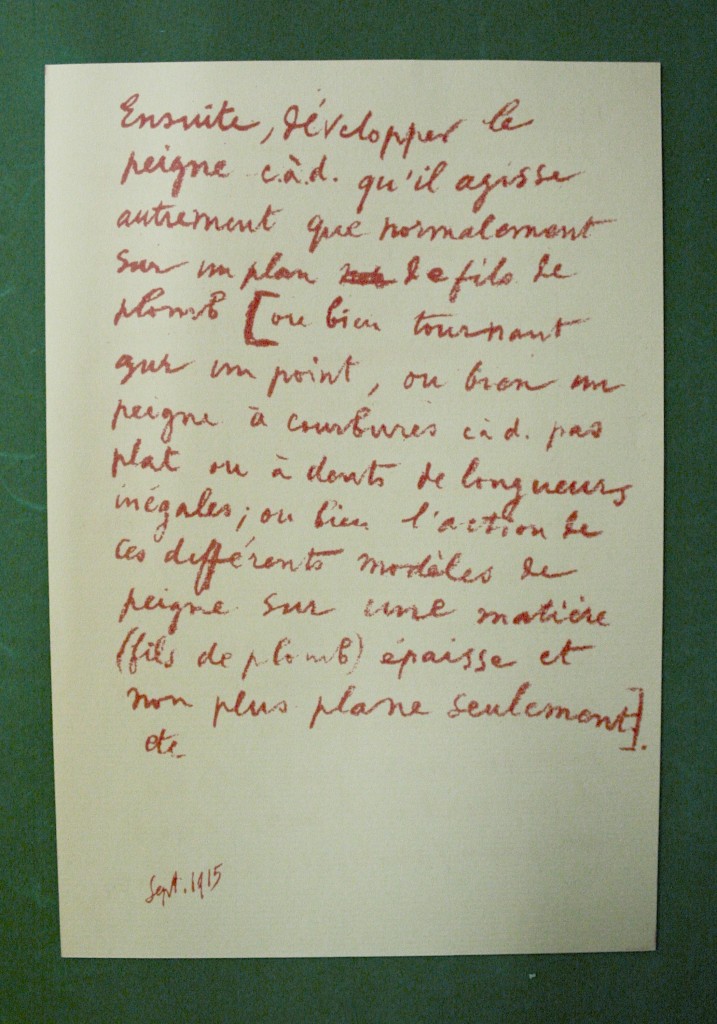 Ensuite, développer le
peigne c.à.d. qu'il agisse
autrement que normalement
sur un plan de fils de
plomb [ou bien tournant
sur un point, ou bien un
peigne à courbures c à d. pas
plat ou à dents de longueurs
inégales; ou bien l'action de
ces différents modèles de
peigne sur une matière
(fils de plomb) épaisse et
non plus plane seulement].
etc.
Sept. 1915